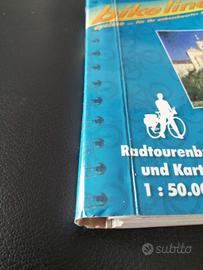 bikeline
Radtourenb
und Kart
1 : 50.00
subito